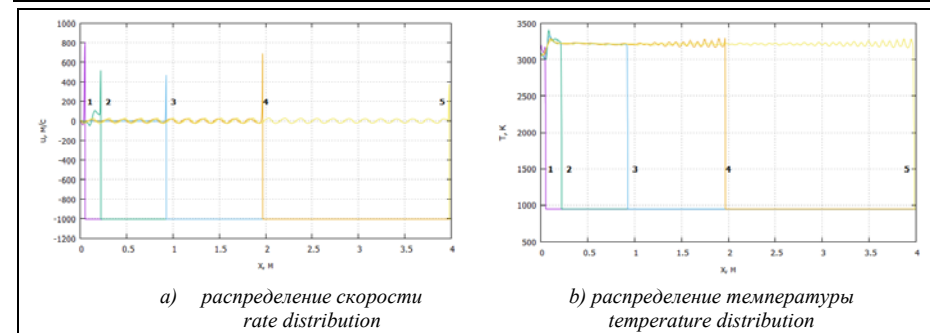 1000
800
600
400
200
0
-200
-400
-600
-800
-1000
-1200
u, м/с
1 2 3 4 5
0 0.5 1 1.5 2 2.5 3 3.5 4
x, м
3500
3000
2500
2000
1500
1000
500
T, K
1 2 3 4 5
0 0.5 1 1.5 2 2.5 3 3.5 4
x, м
a) распределение скорости
rate distribution
b) распределение температуры
temperature distribution